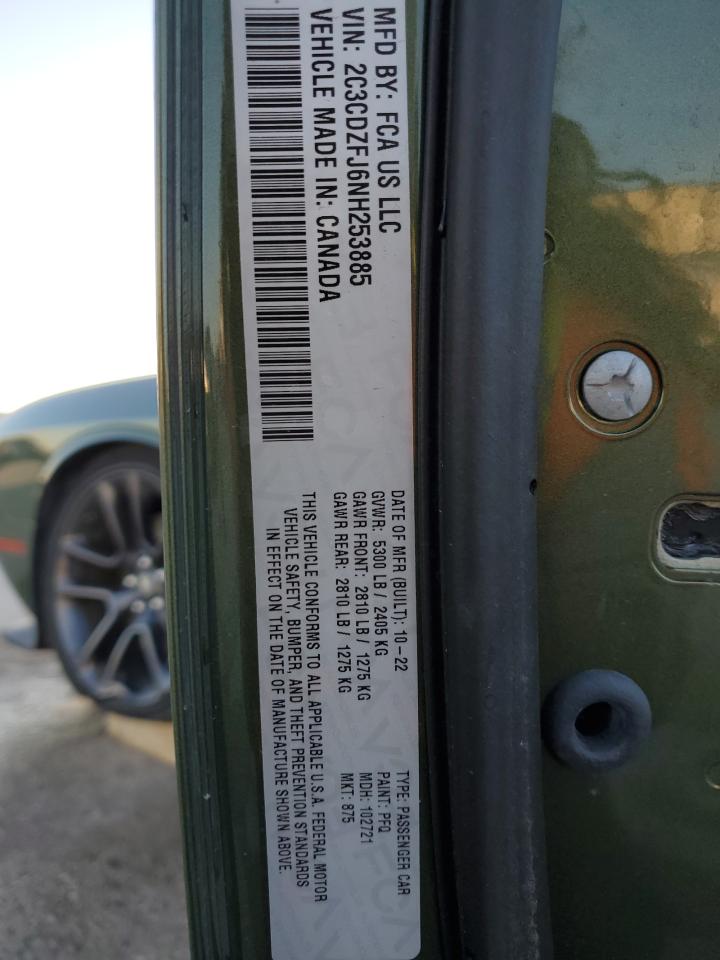 MFD BY: FCA US LLC
VIN: 2C3CDZFJ6NH253885
VEHICLE MADE IN: CANADA
DATE OF MFR (BUILT): 10-22
GVWR: 5300 LB / 2405 KG
GAWR FRONT: 2810 LB / 1275 KG
GAWR REAR: 2810 LB / 1275 KG
TYPE: PASSENGER CAR
PAINT: PFQ
MDH: 102721
MKT: 875
THIS VEHICLE CONFORMS TO ALL APPLICABLE U.S.A. FEDERAL MOTOR
VEHICLE SAFETY, BUMPER, AND THEFT PREVENTION STANDARDS
IN EFFECT ON THE DATE OF MANUFACTURE SHOWN ABOVE.